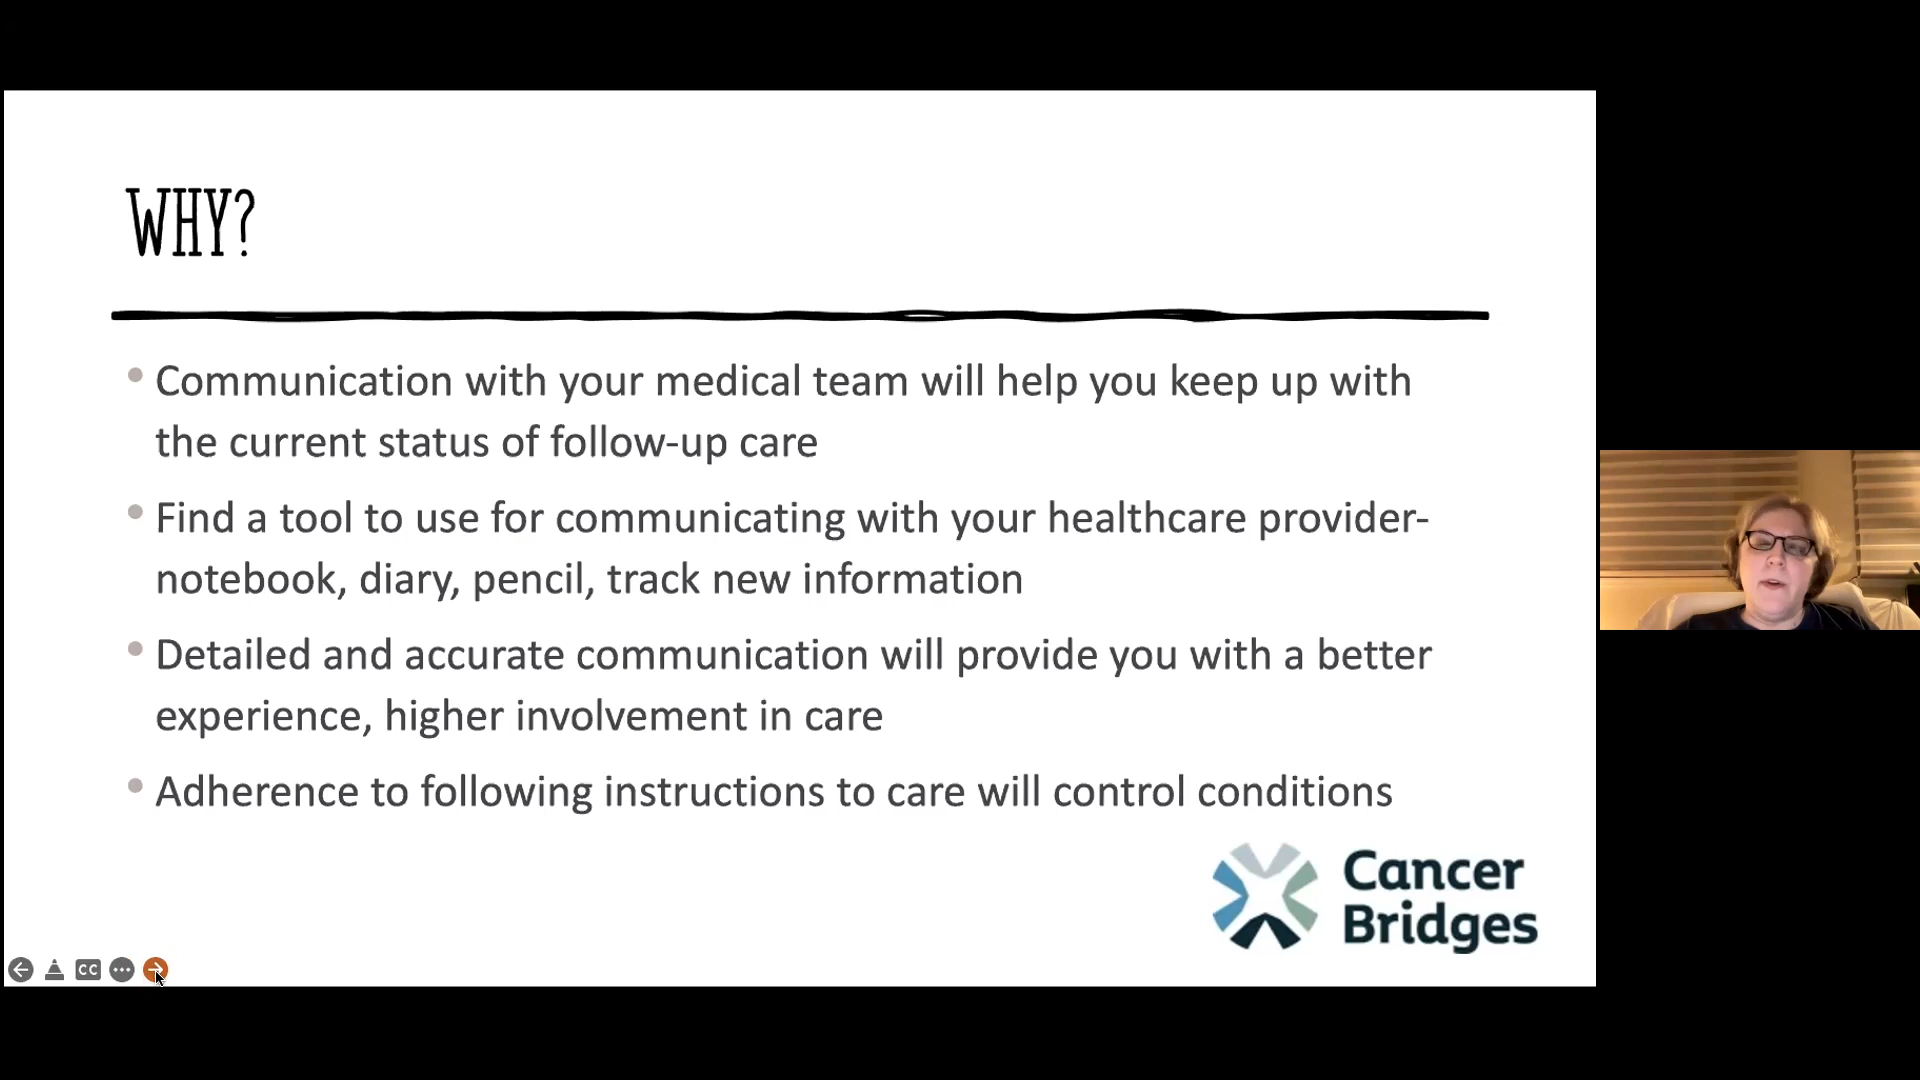 WHY?
Communication with your medical team will help you keep up with
the current status of follow-up care
Find a tool to use for communicating with your healthcare provider-
notebook, diary, pencil, track new information
Detailed and accurate communication will provide you with a better
experience, higher involvement in care
Adherence to following instructions to care will control conditions
Cancer
Bridges
CC